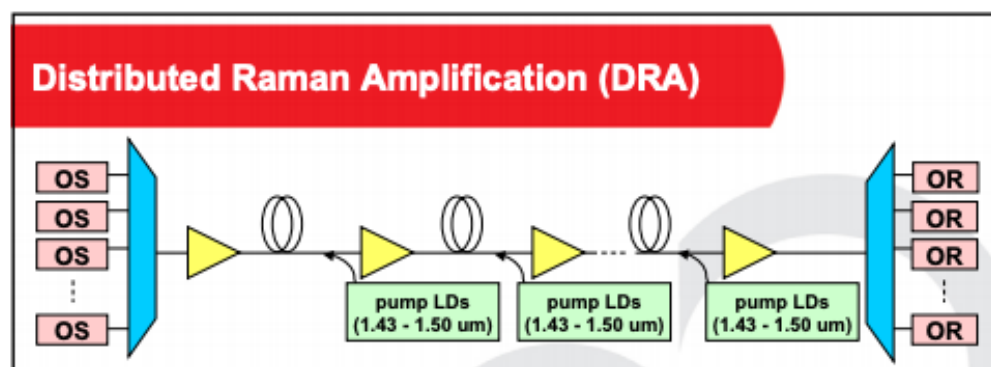 Distributed Raman Amplification (DRA)
OS
OS
OS
OS
pump LDs
(1.43 - 1.50 um)
pump LDs
(1.43 - 1.50 um)
pump LDs
(1.43 - 1.50 um)
OR
OR
OR
OR